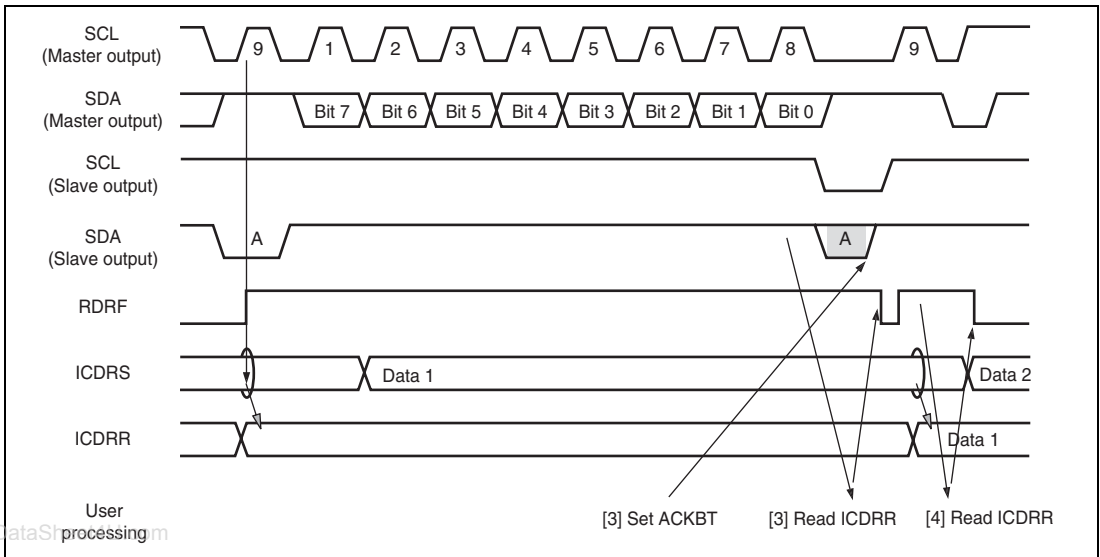 SCL
(Master output)
9 1 2 3 4 5 6 7 8 9
SDA
(Master output)
Bit 7 Bit 6 Bit 5 Bit 4 Bit 3 Bit 2 Bit 1 Bit 0
SCL
(Slave output)
SDA
(Slave output)
A A
RDRF
ICDRS
Data 1 Data 2
ICDRR
Data 1
User
processing
[3] Set ACKBT [3] Read ICDRR [4] Read ICDRR